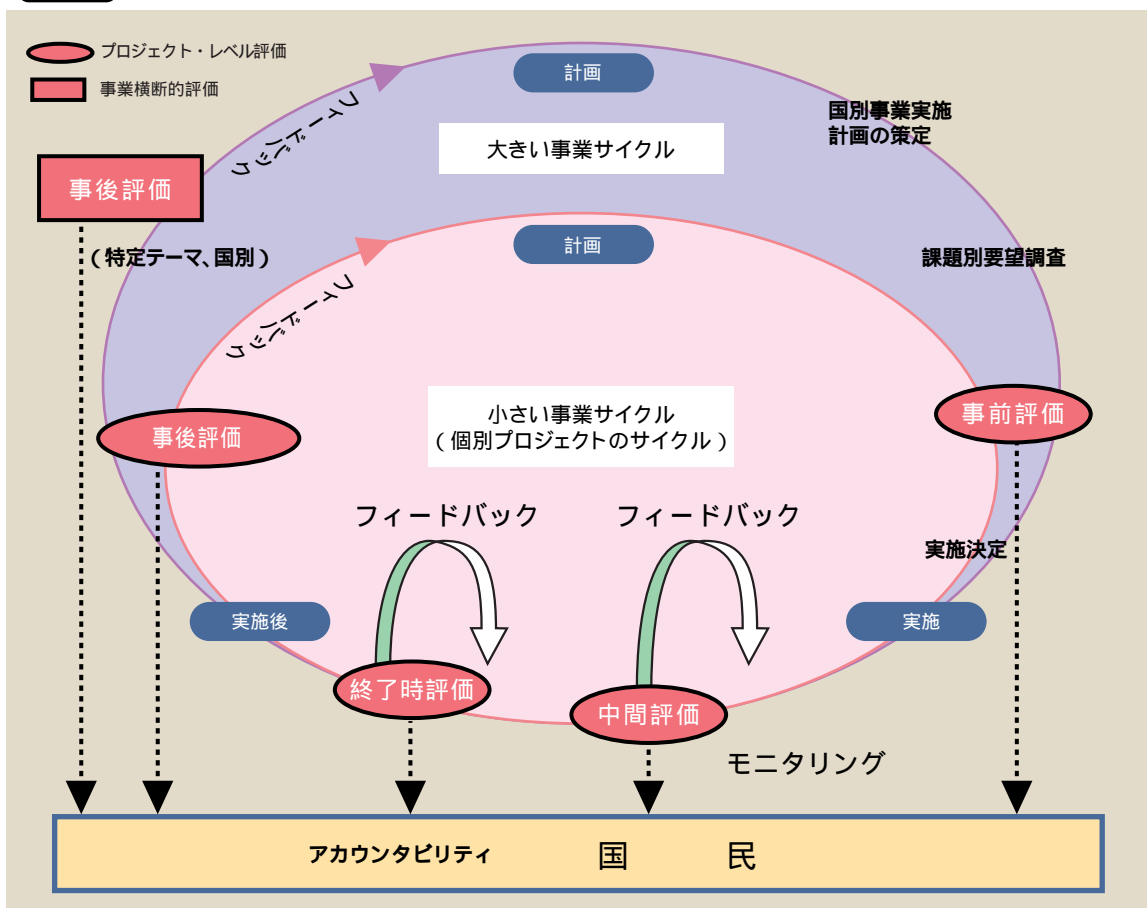 プロジェクト・レベル評価
事業横断的評価
計画
フィードバック
国別事業実施
計画の策定
大きい事業サイクル
事後評価
(特定テーマ、国別)
計画
課題別要望調査
フィードバック
小さい事業サイクル
(個別プロジェクトのサイクル)
事前評価
事後評価
フィードバック
フィードバック
実施決定
実施後
実施
終了時評価
中間評価
モニタリング
アカウンタビリティ 国 民